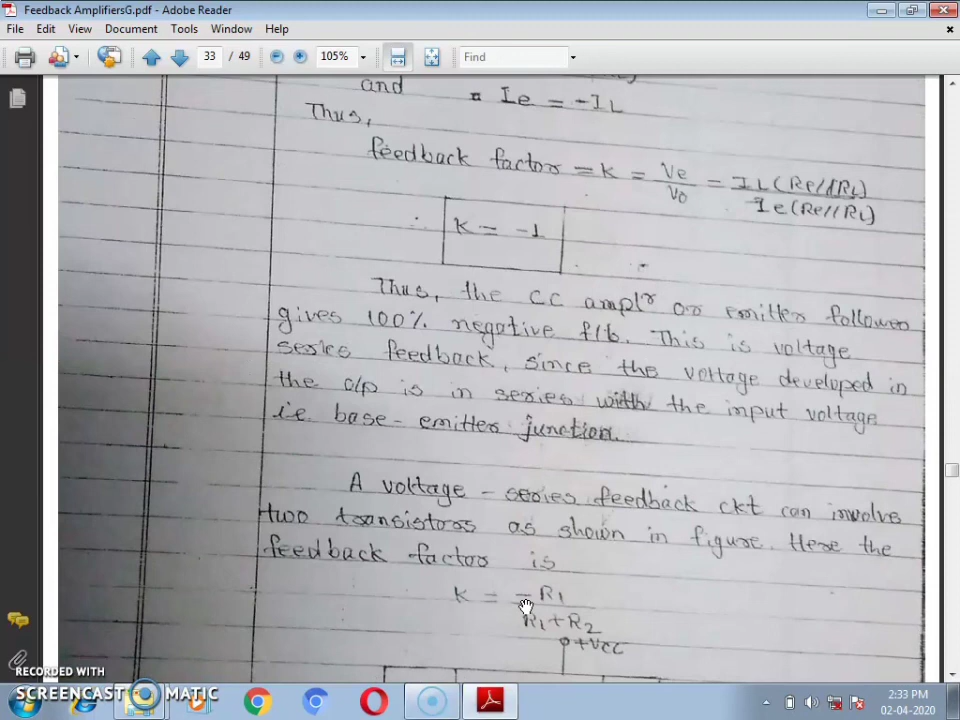 Feedback AmplifiersG.pdf - Adobe Reader
File Edit View Document Tools Window Help
33 / 49 105% Find
and Ie = -IL
Thus,
feedback factor = K = Ve / Vo = IL(Re//RL) / Ie(Re//RL)
∴ K = -1
Thus, the CC amplr or emitter follower
gives 100% negative f/b. This is voltage
series feedback, since the voltage developed in
the o/p is in series with the input voltage
i.e. base-emitter junction.
A voltage - series feedback ckt can involve
two transistors as shown in figure. Here the
feedback factor is
K = -R1
R1+R2
+VCC
RECORDED WITH
SCREENCAST MATIC
2:33 PM
02-04-2020